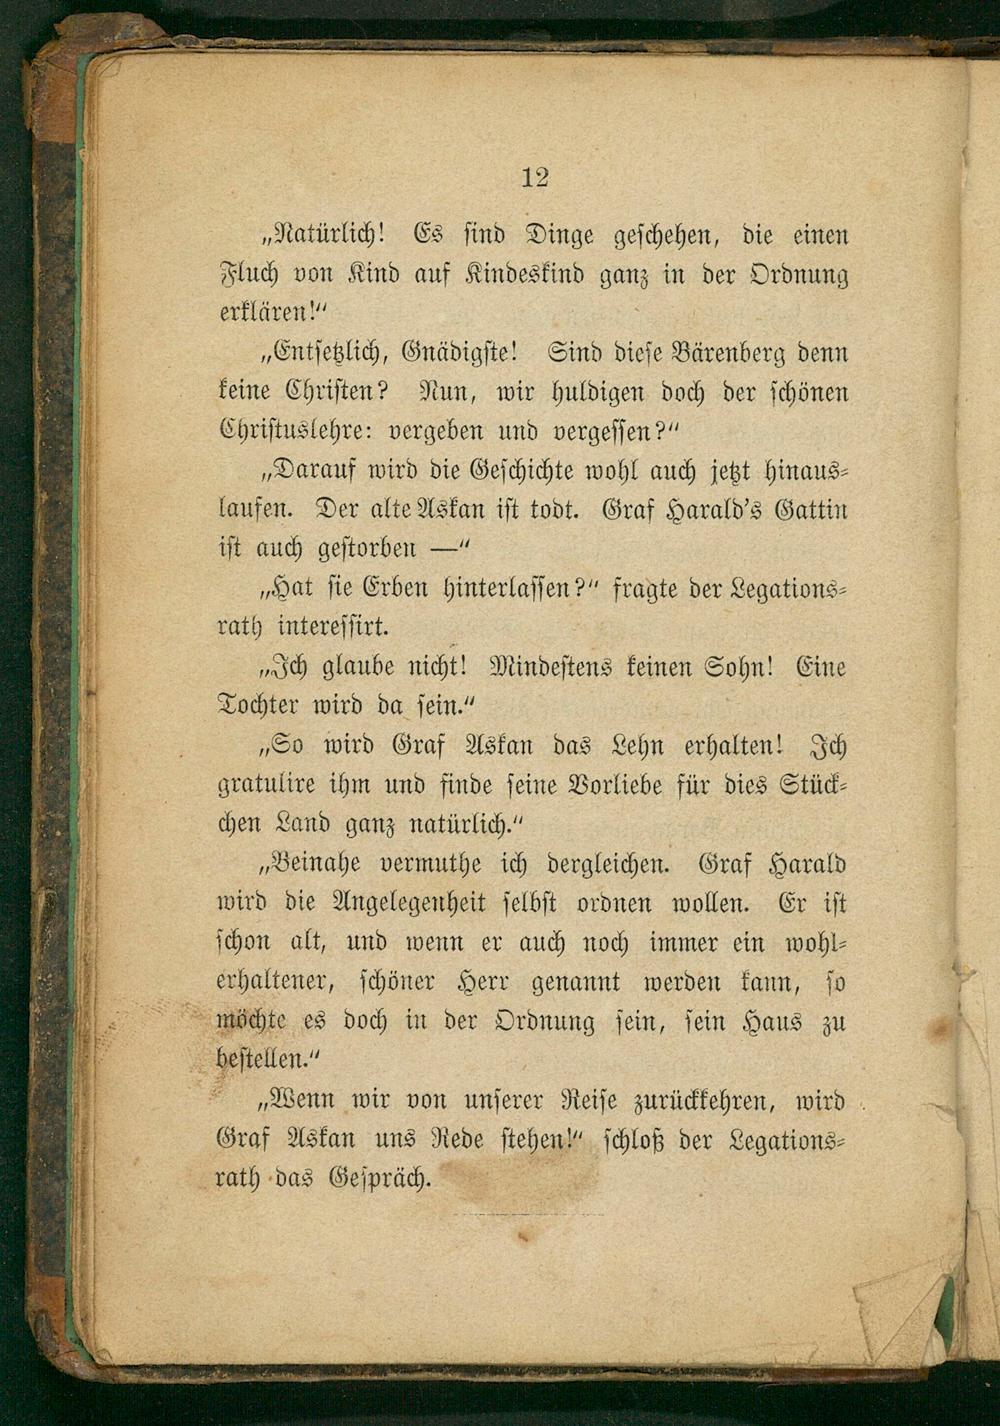 12
„Natürlich! Es sind Dinge geschehen, die einen
Fluch von Kind auf Kindeskind ganz in der Ordnung
erklären!“
„Entsetzlich, Gnädigste! Sind diese Bärenberg denn
keine Christen? Nun, wir huldigen doch der schönen
Christuslehre: vergeben und vergessen?“
„Darauf wird die Geschichte wohl auch jetzt hinaus-
laufen. Der alte Askan ist todt. Graf Harald's Gattin
ist auch gestorben —“
„Hat sie Erben hinterlassen?“ fragte der Legations-
rath interessirt.
„Ich glaube nicht! Mindestens keinen Sohn! Eine
Tochter wird da sein.“
„So wird Graf Askan das Lehn erhalten! Ich
gratulire ihm und finde seine Vorliebe für dies Stück-
chen Land ganz natürlich.“
„Beinahe vermuthe ich dergleichen. Graf Harald
wird die Angelegenheit selbst ordnen wollen. Er ist
schon alt, und wenn er auch noch immer ein wohl-
erhaltener, schöner Herr genannt werden kann, so
möchte es doch in der Ordnung sein, sein Haus zu
bestellen.“
„Wenn wir von unserer Reise zurückkehren, wird
Graf Askan uns Rede stehen!“ schloß der Legations-
rath das Gespräch.